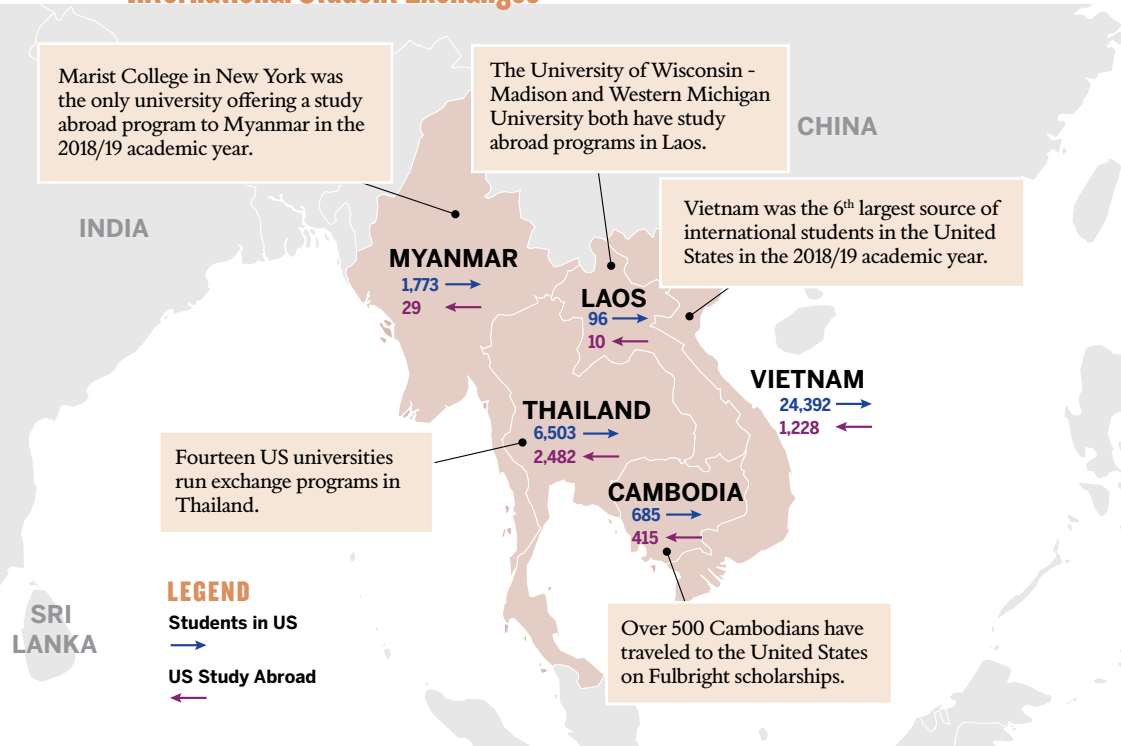 International Student Exchanges
Marist College in New York was
the only university offering a study
abroad program to Myanmar in the
2018/19 academic year.
The University of Wisconsin -
Madison and Western Michigan
University both have study
abroad programs in Laos.
CHINA
Vietnam was the 6th largest source of
international students in the United
States in the 2018/19 academic year.
INDIA
MYANMAR
1,773
29
LAOS
96
10
VIETNAM
24,392
1,228
THAILAND
6,503
2,482
Fourteen US universities
run exchange programs in
Thailand.
CAMBODIA
685
415
LEGEND
Students in US
US Study Abroad
SRI
LANKA
Over 500 Cambodians have
traveled to the United States
on Fulbright scholarships.